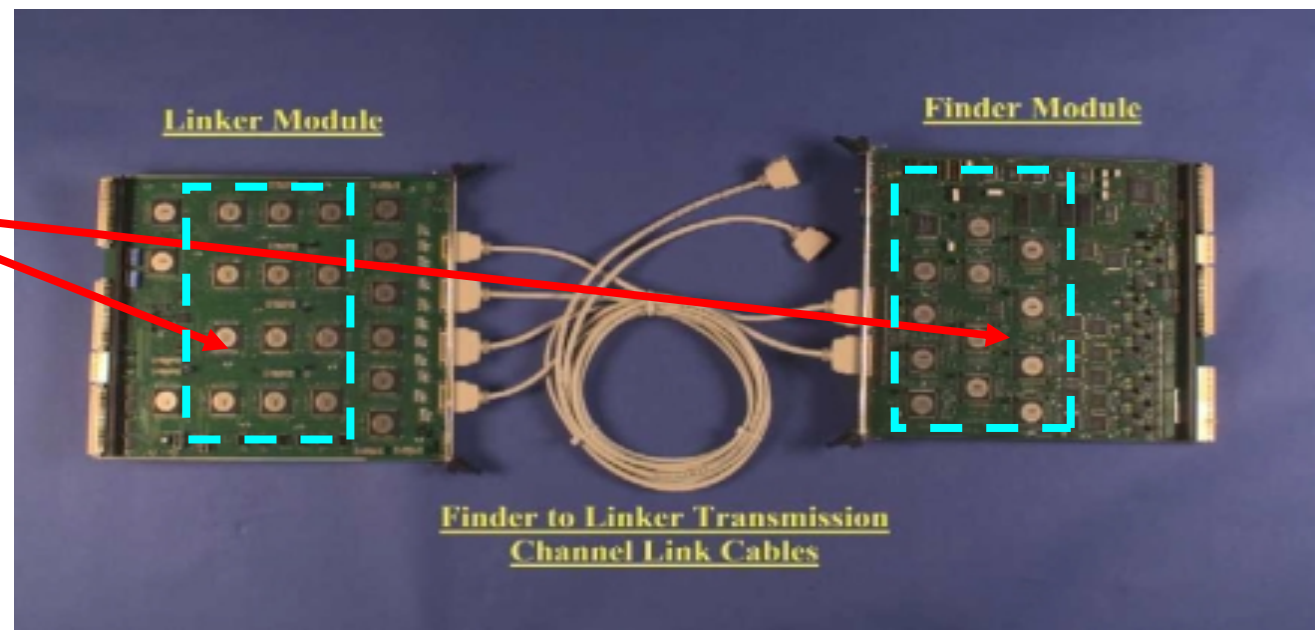 Linker Module
Finder Module
Finder to Linker Transmission
Channel Link Cables